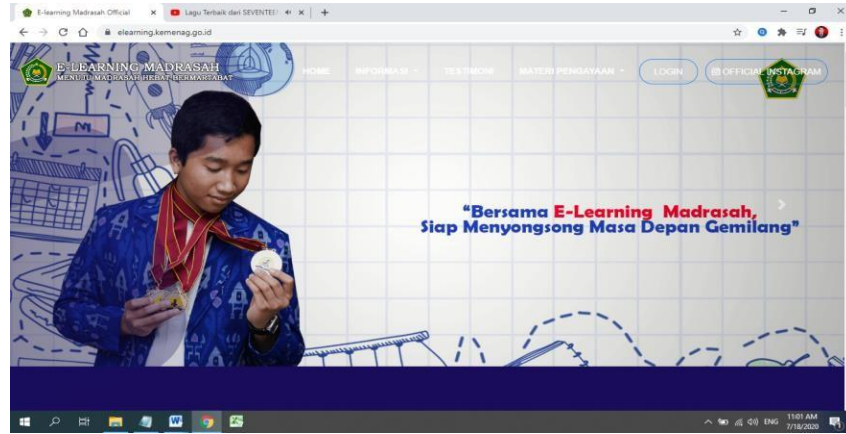 E-learning Madrasah Official
Lagu Terbaik dari SEVENTEE
elearning.kemenag.go.id
E-LEARNING MADRASAH
MENUJU MADRASAH HEBAT BERMARTABAT
HOME INFORMASI TESTIMONI MATERI PENGAYAAN LOGIN OFFICIAL INSTAGRAM
“Bersama E-Learning Madrasah,
Siap Menyongsong Masa Depan Gemilang”
ENG
11:01 AM
7/18/2020